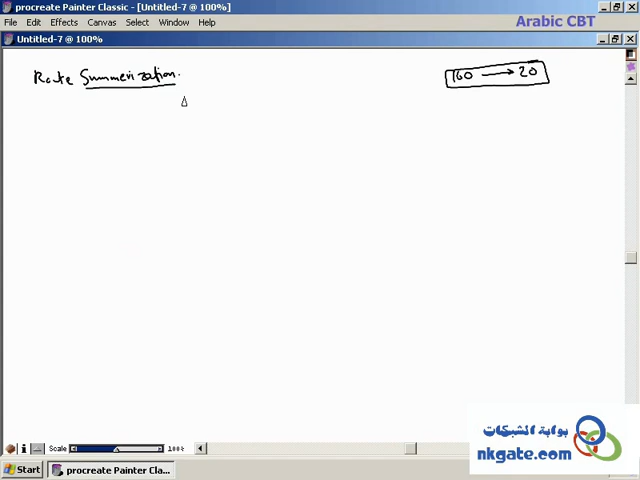 procreate Painter Classic - [Untitled-7 @ 100%]
File Edit Effects Canvas Select Window Help
Arabic CBT
Untitled-7 @ 100%
Route Summerization.
160 → 20
بوابة الشبكات
nkgate.com
Scale 100%
Start procreate Painter Cla...